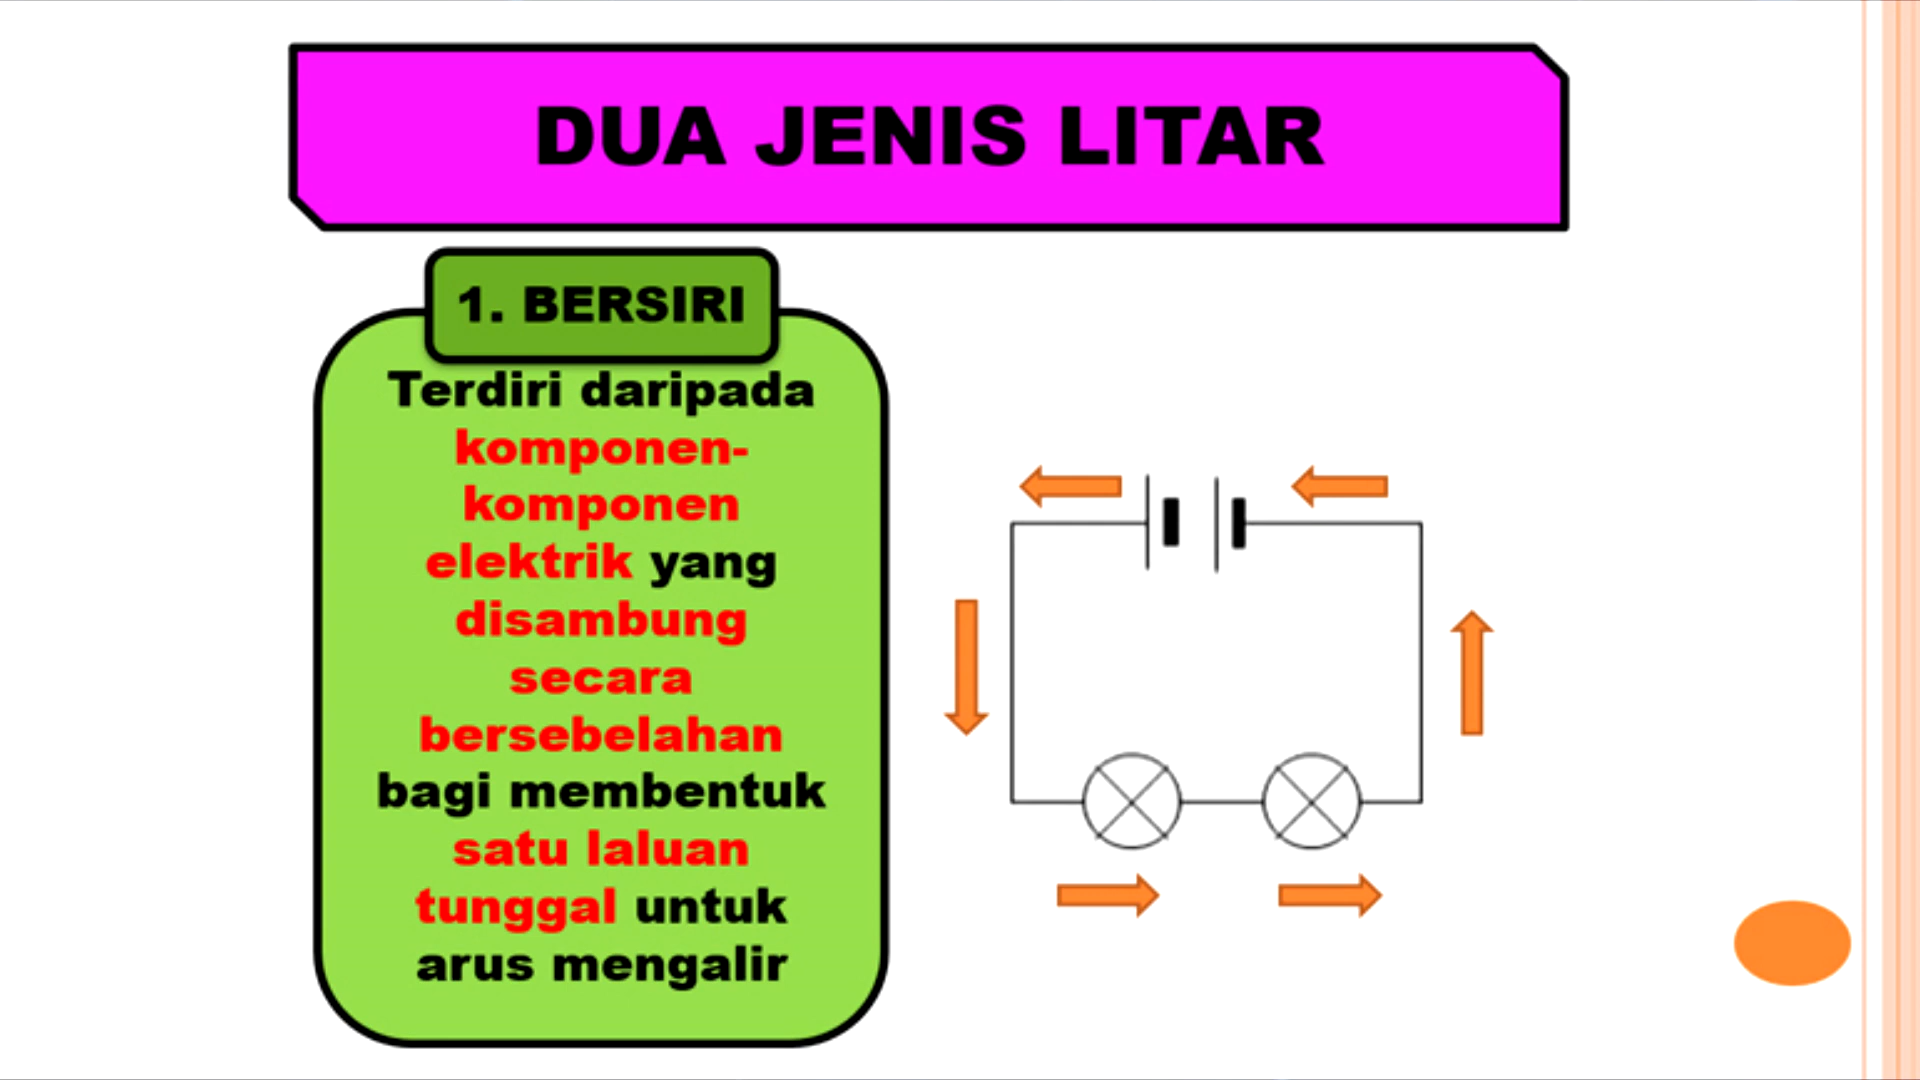 DUA JENIS LITAR
1. BERSIRI
Terdiri daripada
komponen-
komponen
elektrik yang
disambung
secara
bersebelahan
bagi membentuk
satu laluan
tunggal untuk
arus mengalir